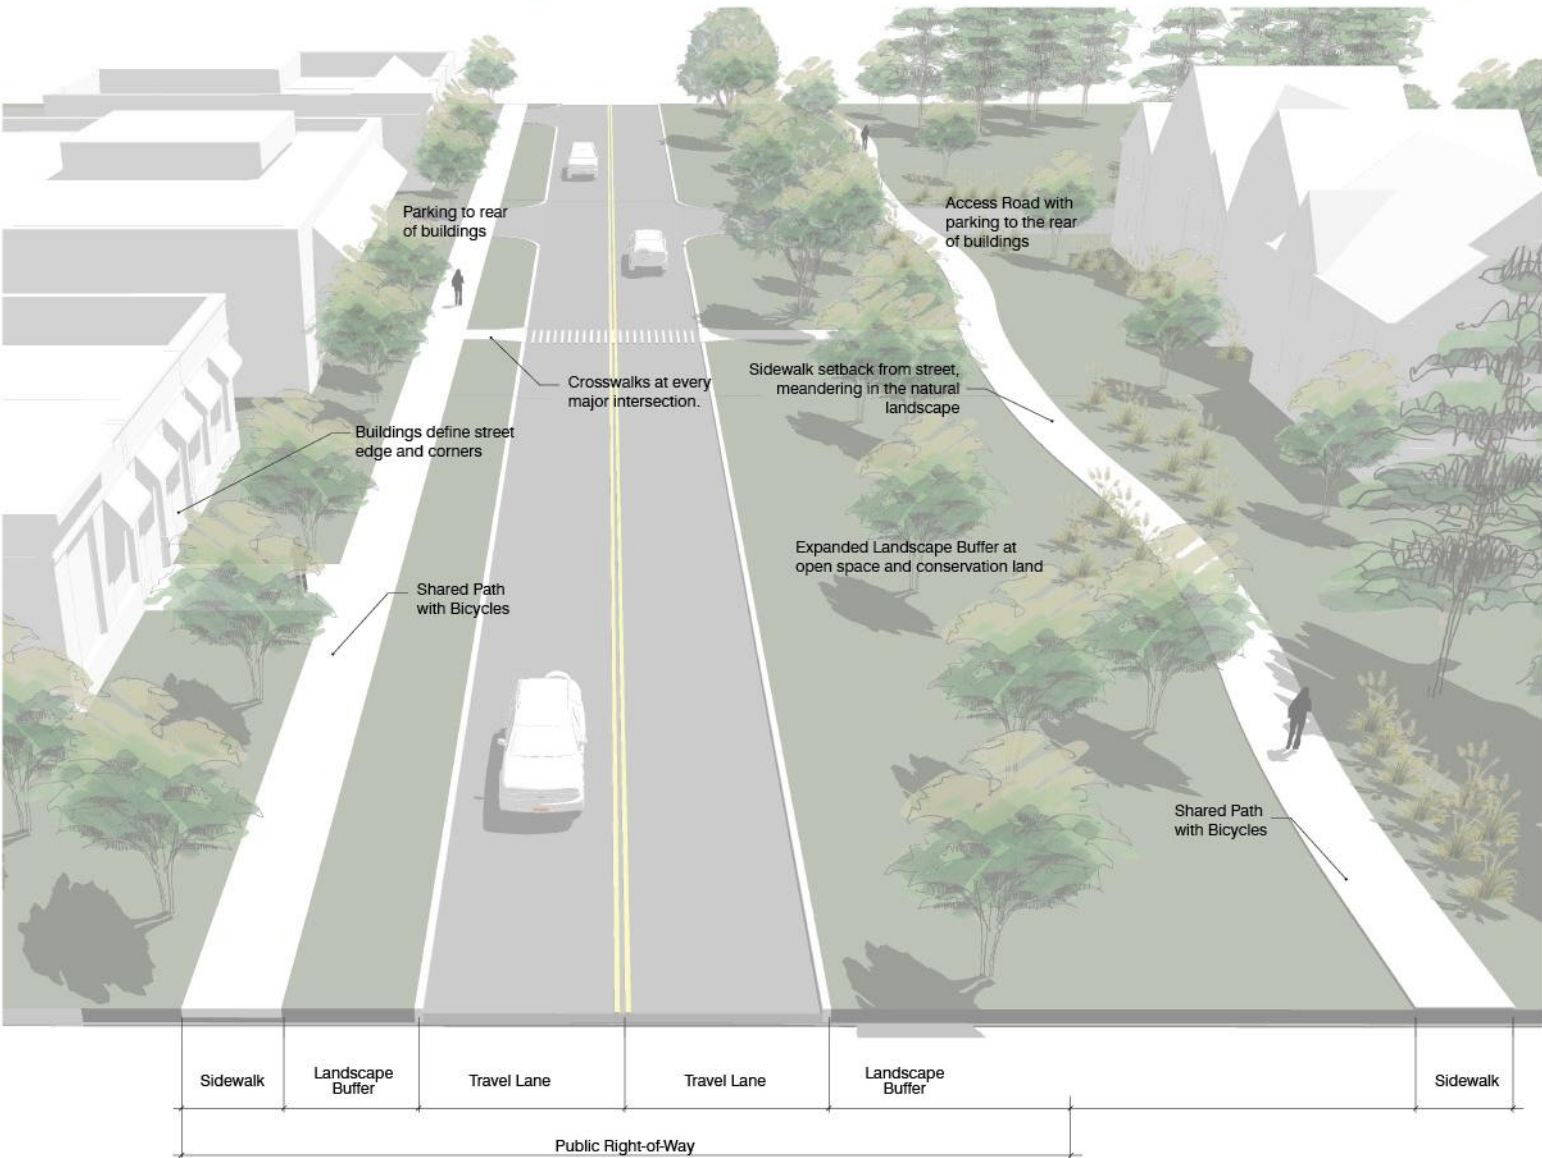 Parking to rear
of buildings
Access Road with
parking to the rear
of buildings
Crosswalks at every
major intersection.
Sidewalk setback from street,
meandering in the natural
landscape
Buildings define street
edge and corners
Expanded Landscape Buffer at
open space and conservation land
Shared Path
with Bicycles
Shared Path
with Bicycles
Sidewalk
Landscape
Buffer
Travel Lane
Travel Lane
Landscape
Buffer
Sidewalk
Public Right-of-Way